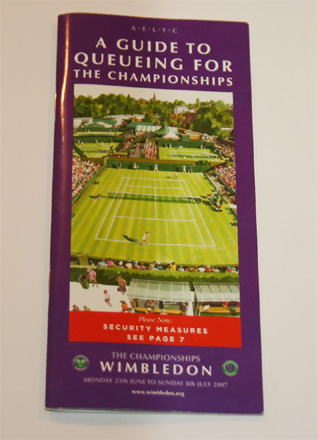 A·E·L·T·C
A GUIDE TO
QUEUEING FOR
THE CHAMPIONSHIPS
Please Note:
SECURITY MEASURES
SEE PAGE 7
THE CHAMPIONSHIPS
WIMBLEDON
MONDAY 25th JUNE TO SUNDAY 8th JULY 2007
www.wimbledon.org